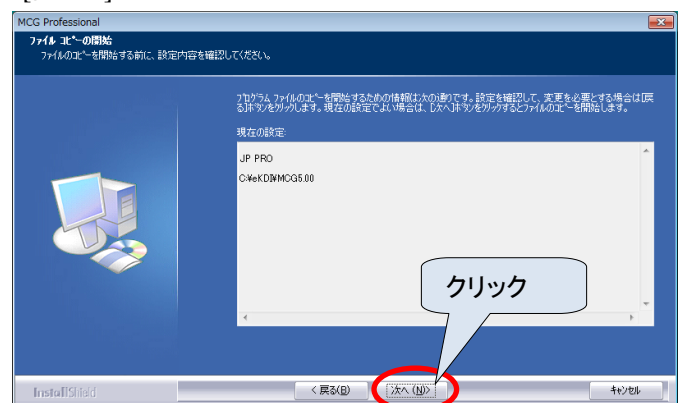 MCG Professional
ファイル コピーの開始
ファイルのコピーを開始する前に、設定内容を確認してください。
プログラム ファイルのコピーを開始するための情報は次の通りです。設定を確認して、変更を必要とする場合は[戻
る]ボタンをクリックします。現在の設定でよい場合は、[次へ]ボタンをクリックするとファイルのコピーを開始します。
現在の設定:
JP PRO
C:¥eKDI¥MCG5.00
クリック
InstallShield
< 戻る(B)
次へ (N)>
キャンセル